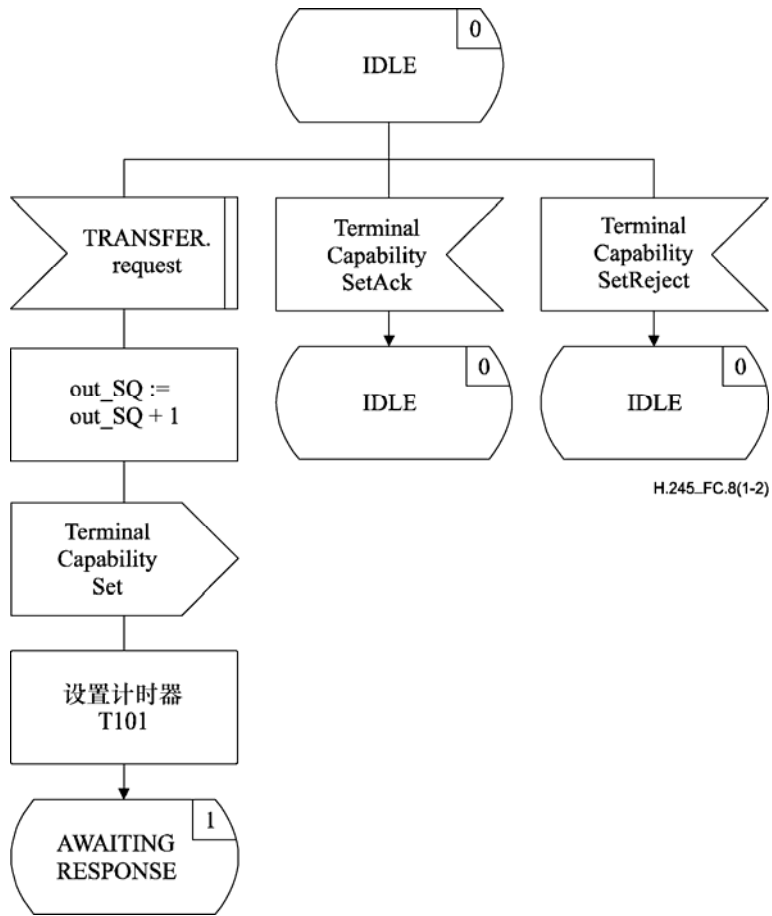 0
IDLE
TRANSFER.
request
Terminal
Capability
SetAck
Terminal
Capability
SetReject
out_SQ :=
out_SQ + 1
0
IDLE
0
IDLE
H.245_FC.8(1-2)
Terminal
Capability
Set
设置计时器
T101
1
AWAITING
RESPONSE